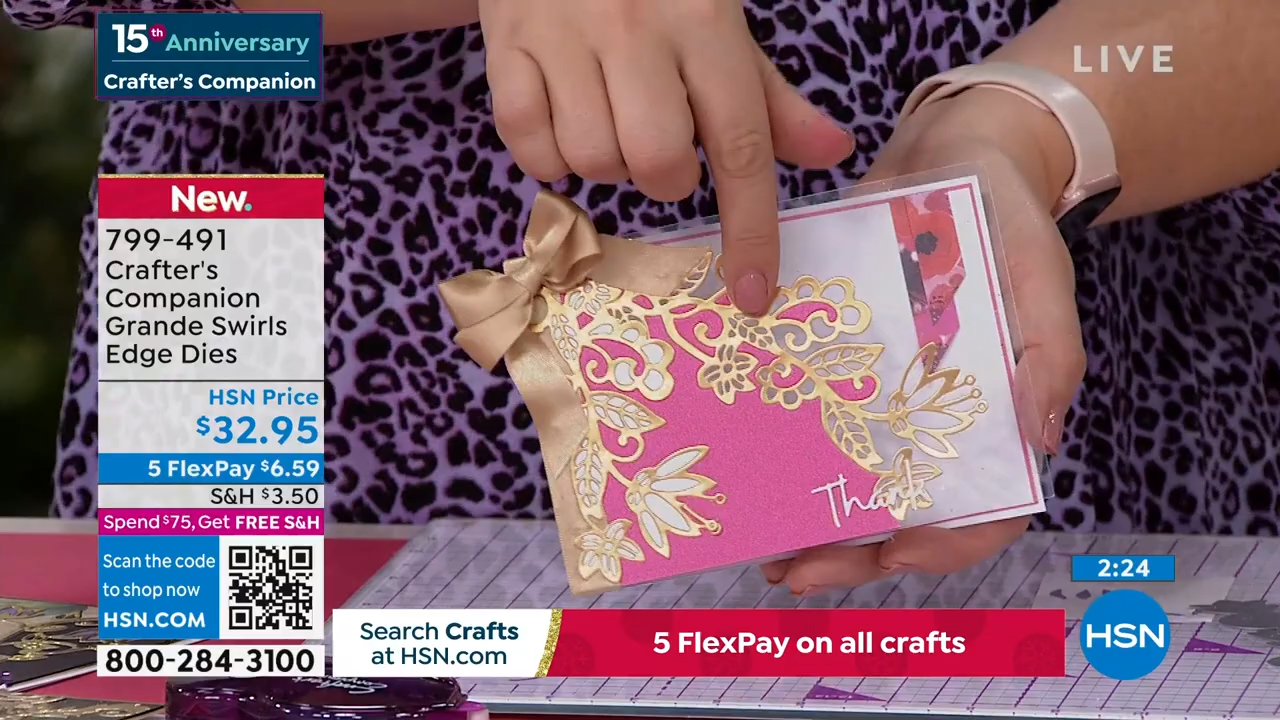 15th Anniversary
Crafter's Companion
LIVE
New.
799-491
Crafter's
Companion
Grande Swirls
Edge Dies
HSN Price
$32.95
5 FlexPay $6.59
S&H $3.50
Spend $75, Get FREE S&H
Scan the code
to shop now
HSN.COM
800-284-3100
Search Crafts
at HSN.com
5 FlexPay on all crafts
2:24
HSN